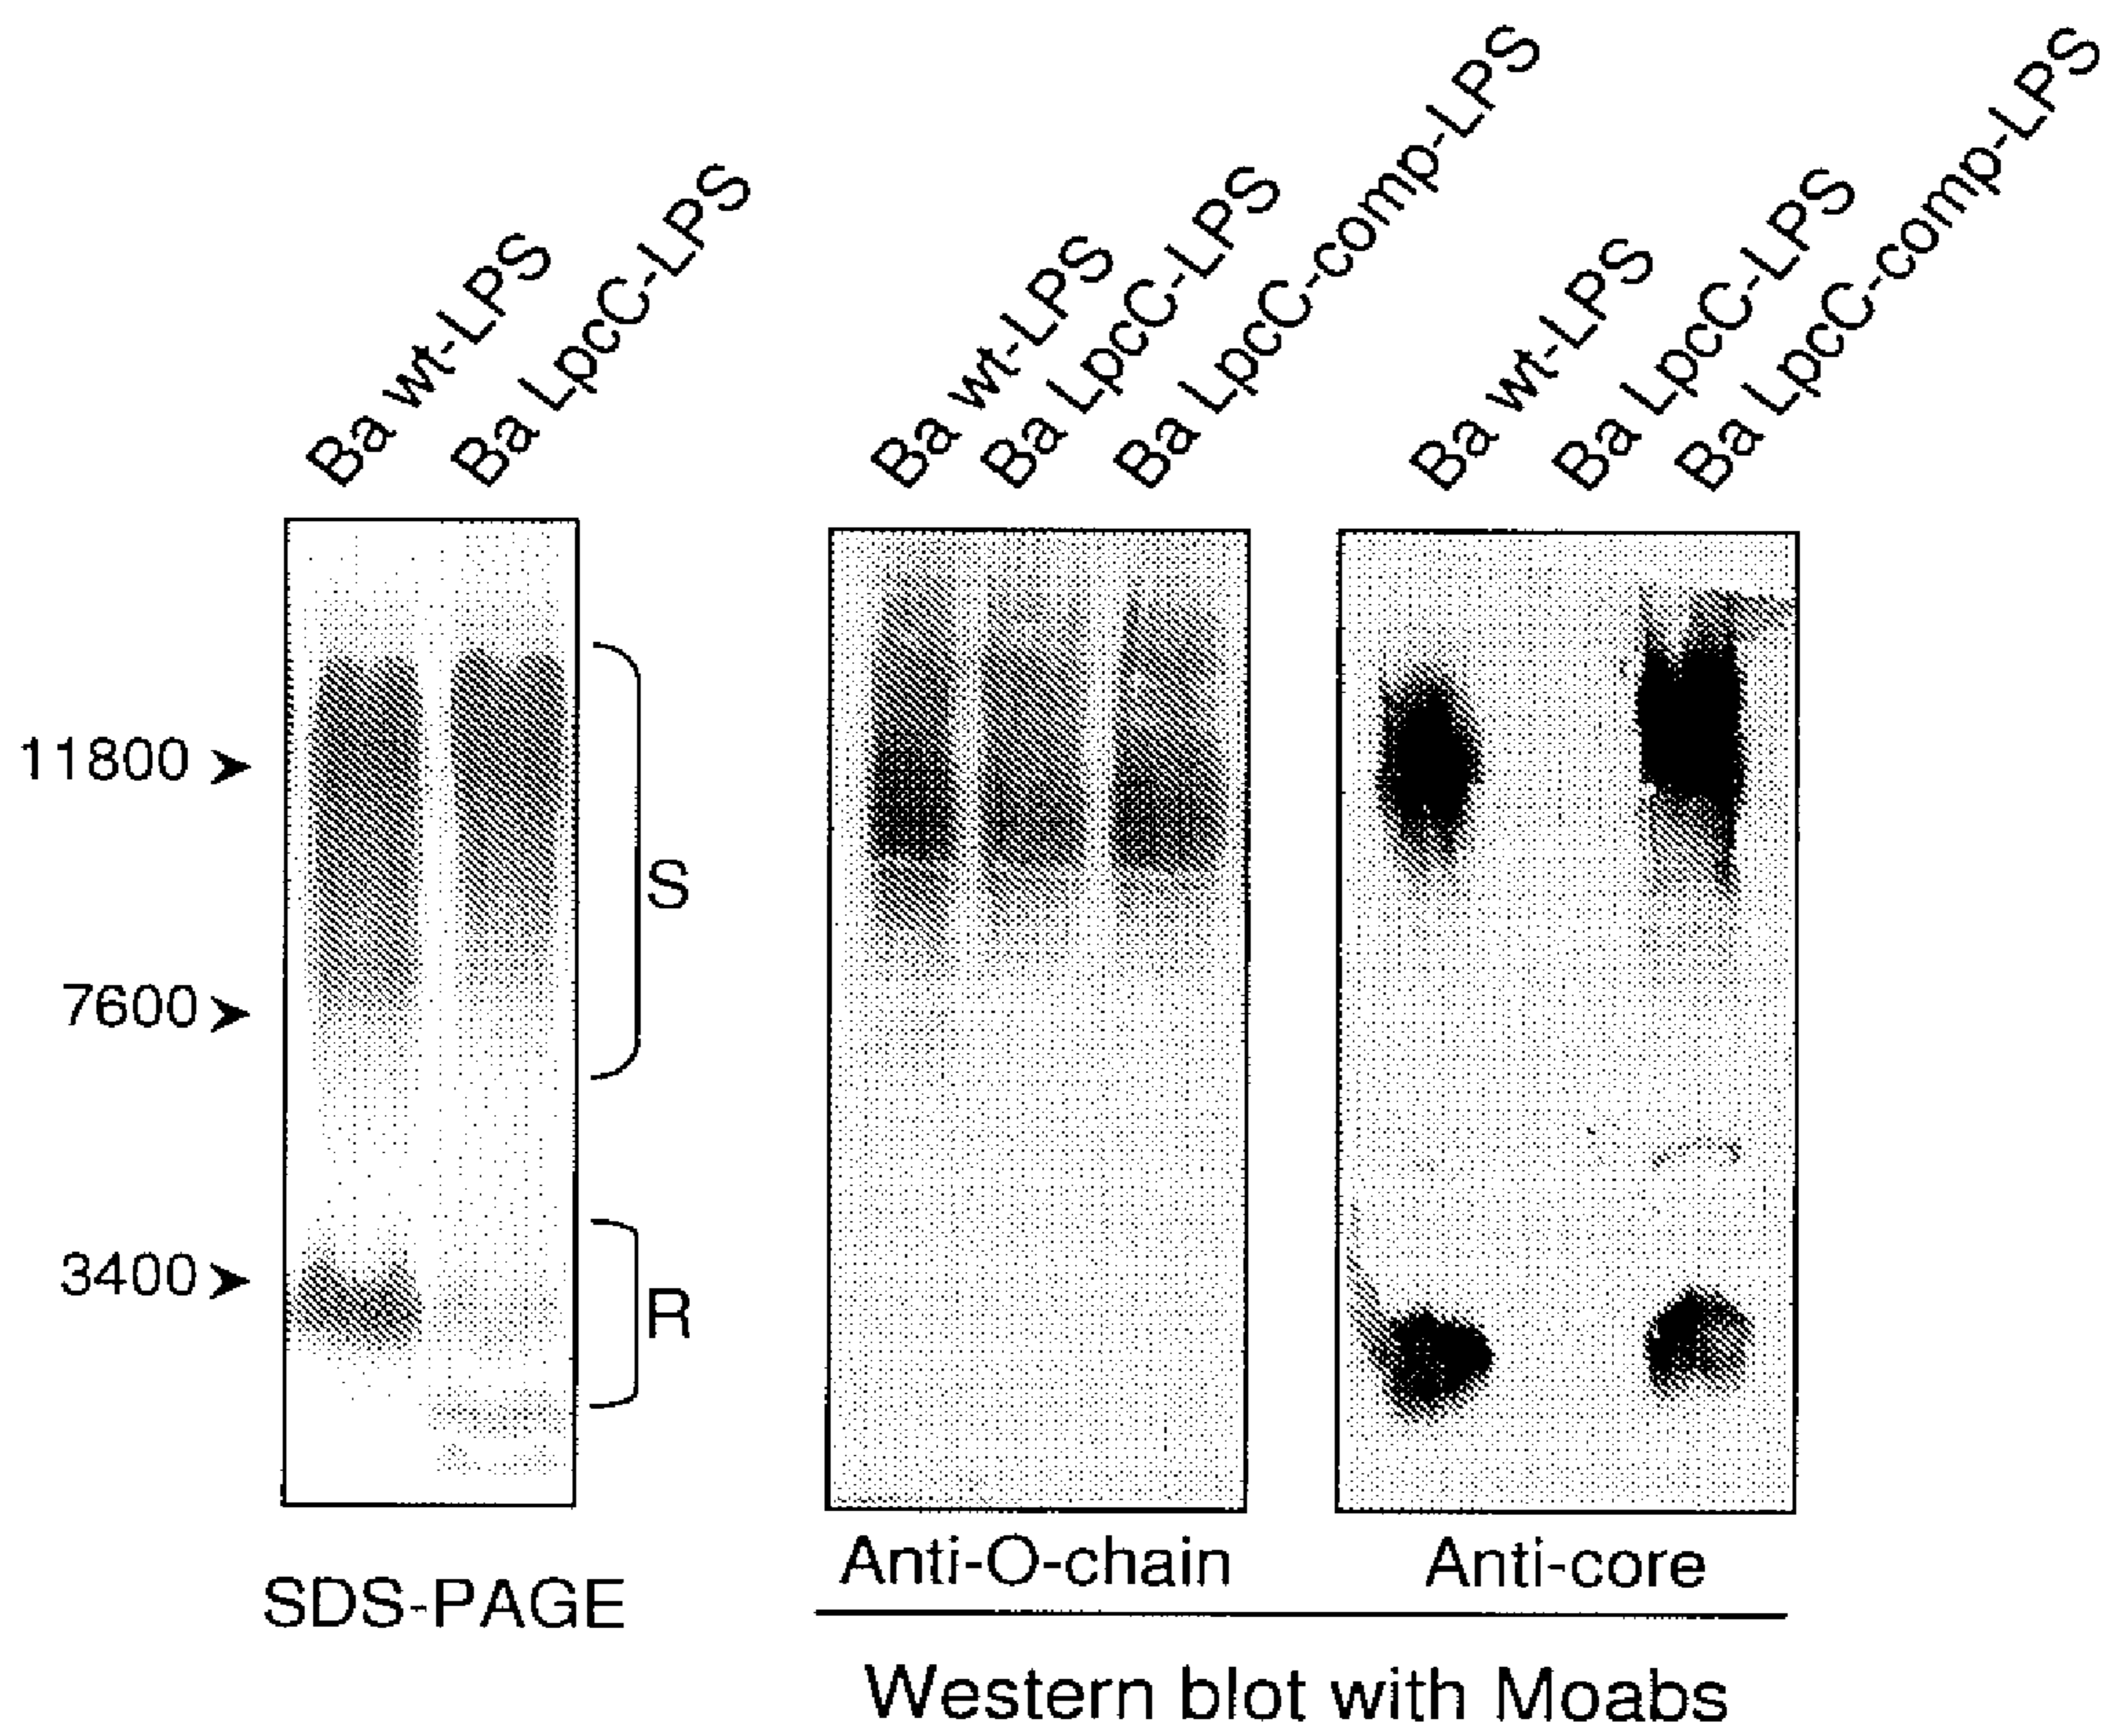 Ba wt-LPS
Ba LpcC-LPS
Ba wt-LPS
Ba LpcC-LPS
Ba LpcC-comp-LPS
Ba wt-LPS
Ba LpcC-LPS
Ba LpcC-comp-LPS
11800
7600
3400
S
R
SDS-PAGE
Anti-O-chain
Anti-core
Western blot with Moabs